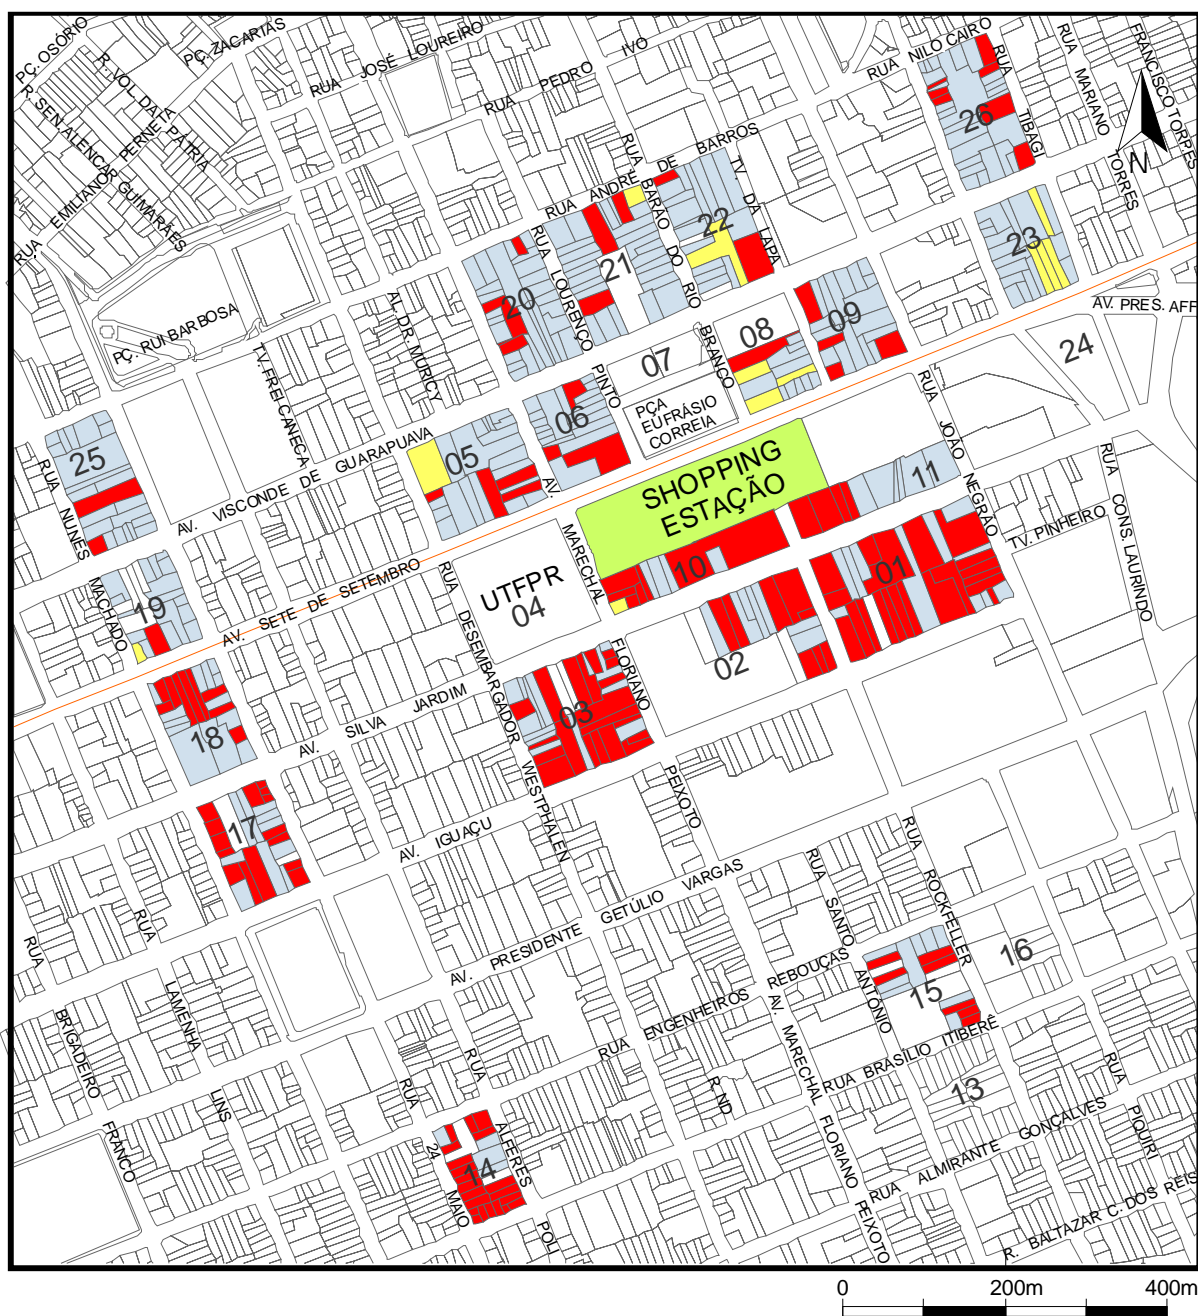 PÇ. OSÓRIO
R. VOL. DA PÁTRIA
PÇ. ZACARIAS
RUA JOSÉ LOUREIRO
RUA PEDRO IVO
RUA NILO CAIRO
RUA TIBAGI
RUA MARIANO TORRES
FRANCISCO TORRES
R. SEN ALENCAR GUIMARÃES
RUA EMILIANO PERNETA
RUA ANDRÉ DE BARROS
RUA BARÃO DO RIO BRANCO
TV. DA LAPA
N
26
22
23
21
20
RUA LOURENÇO PINTO
PÇ. RUI BARBOSA
AL. DR. MURICY
TV. FREI CANECA
AV. PRES. AFF
24
09
08
07
PÇA
EUFRÁSIO
CORREIA
06
05
25
RUA NUNES MACHADO
AV. VISCONDE DE GUARAPUAVA
AV. MARECHAL FLORIANO PEIXOTO
SHOPPING
ESTAÇÃO
11
RUA JOÃO NEGRÃO
TV. PINHEIRO
RUA CONS. LAURINDO
UTFPR
04
10
01
19
AV. SETE DE SETEMBRO
RUA DESEMBARGADOR WESTPHALEN
02
03
18
AV. SILVA JARDIM
17
AV. IGUAÇU
AV. PRESIDENTE GETÚLIO VARGAS
RUA SANTO ANTÔNIO
RUA ROCKFELLER
RUA ENGENHEIROS REBOUÇAS
16
15
RUA BRIGADEIRO FRANCO
RUA LAMENHA LINS
RUA 24 MAIO
RUA ALFERES POLI
R. ND
AV. MARECHAL FLORIANO PEIXOTO
RUA BRASÍLIO ITIBERÊ
13
RUA PIQUIRI
RUA ALMIRANTE GONÇALVES
R. BALTAZAR C. DOS REIS
14
0 200m 400m